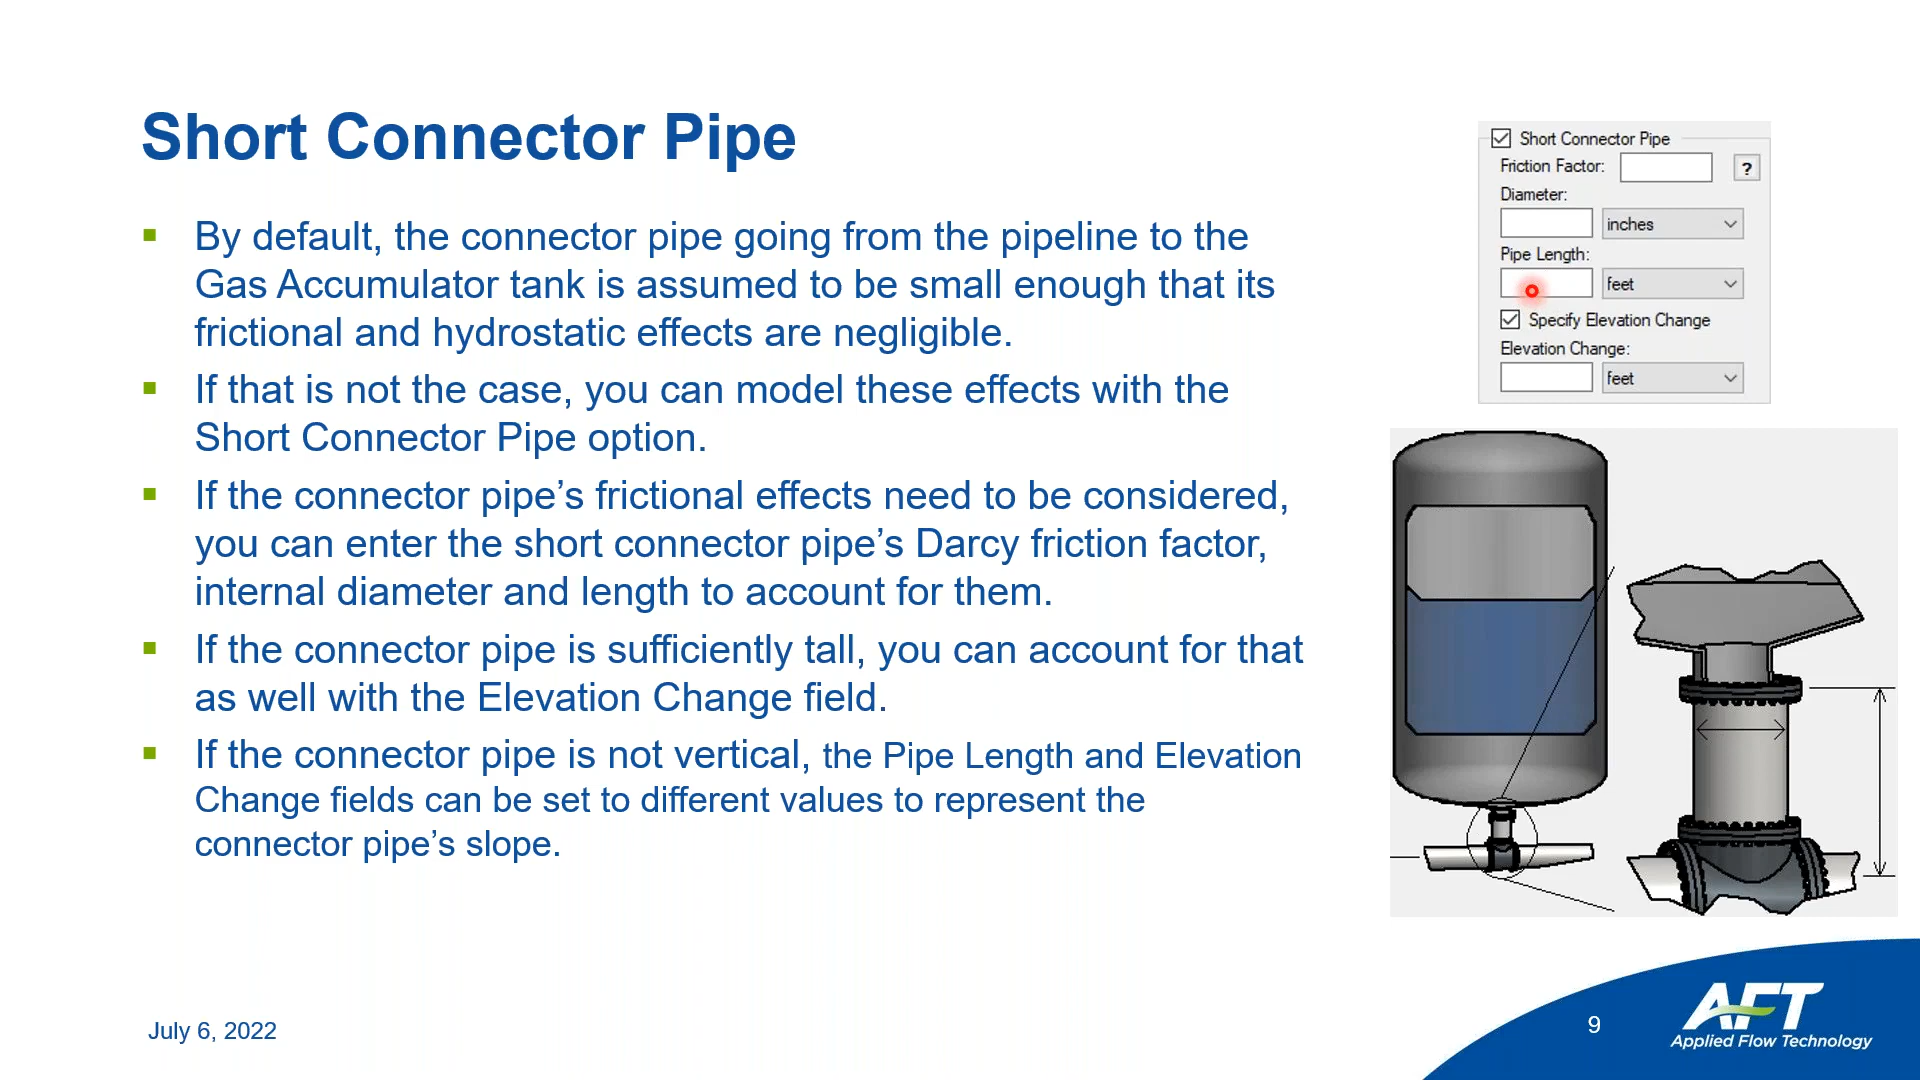 Short Connector Pipe
By default, the connector pipe going from the pipeline to the
Gas Accumulator tank is assumed to be small enough that its
frictional and hydrostatic effects are negligible.
If that is not the case, you can model these effects with the
Short Connector Pipe option.
If the connector pipe’s frictional effects need to be considered,
you can enter the short connector pipe’s Darcy friction factor,
internal diameter and length to account for them.
If the connector pipe is sufficiently tall, you can account for that
as well with the Elevation Change field.
If the connector pipe is not vertical, the Pipe Length and Elevation
Change fields can be set to different values to represent the
connector pipe’s slope.
Short Connector Pipe
Friction Factor:
?
Diameter:
inches
Pipe Length:
feet
Specify Elevation Change
Elevation Change:
feet
July 6, 2022
9
AFT
Applied Flow Technology